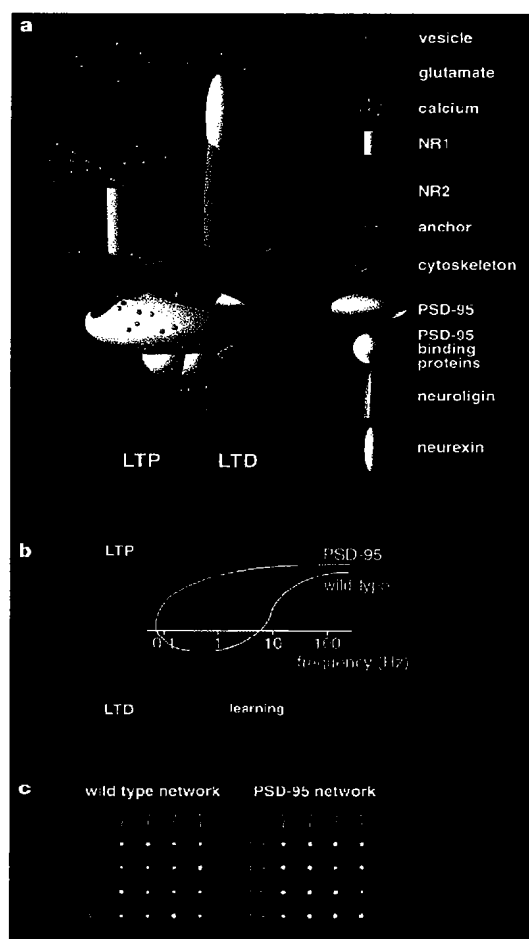 a
vesicle
glutamate
calcium
NR1
NR2
anchor
cytoskeleton
PSD-95
PSD-95
binding
proteins
neuroligin
neurexin
LTP LTD
b
LTP
PSD-95
wild type
0.1 1 10 100
frequency (Hz)
LTD learning
c
wild type network PSD-95 network